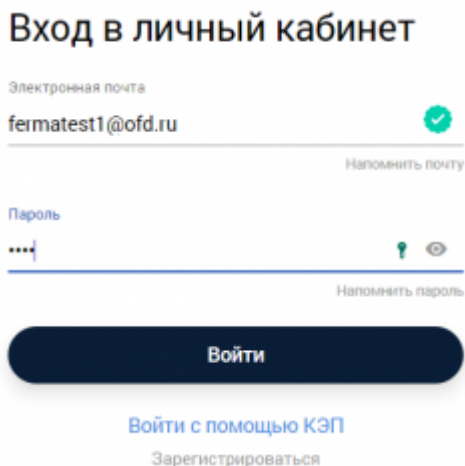 Вход в личный кабинет
Электронная почта
fermatest1@ofd.ru
Напомнить почту
Пароль
••••
Напомнить пароль
Войти
Войти с помощью КЭП
Зарегистрироваться